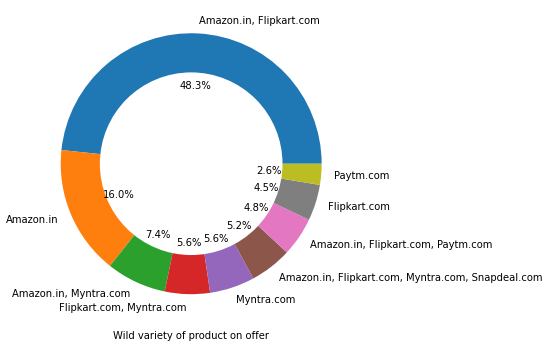 Amazon.in, Flipkart.com
48.3%
Amazon.in
16.0%
Amazon.in, Myntra.com
7.4%
Flipkart.com, Myntra.com
5.6%
Myntra.com
5.6%
Amazon.in, Flipkart.com, Myntra.com, Snapdeal.com
5.2%
Amazon.in, Flipkart.com, Paytm.com
4.8%
Flipkart.com
4.5%
Paytm.com
2.6%
Wild variety of product on offer